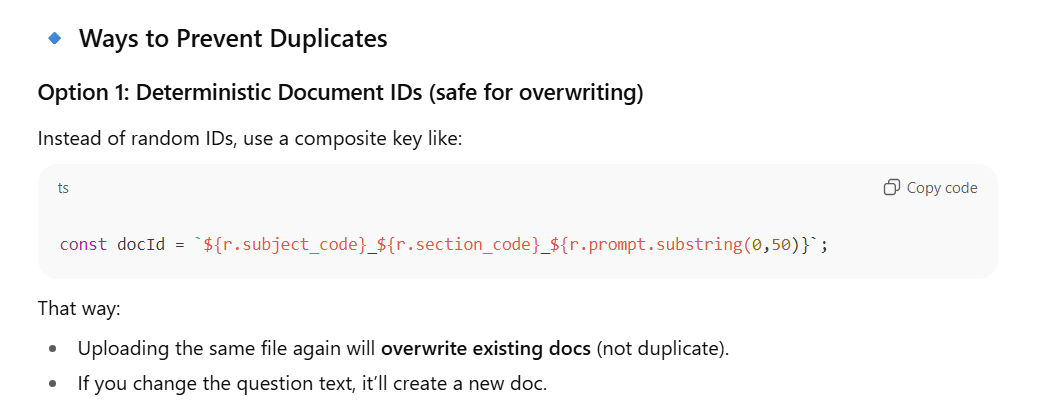 Ways to Prevent Duplicates
Option 1: Deterministic Document IDs (safe for overwriting)
Instead of random IDs, use a composite key like:
ts
Copy code
const docId = `${r.subject_code}_${r.section_code}_${r.prompt.substring(0,50)}`;
That way:
• Uploading the same file again will overwrite existing docs (not duplicate).
• If you change the question text, it’ll create a new doc.